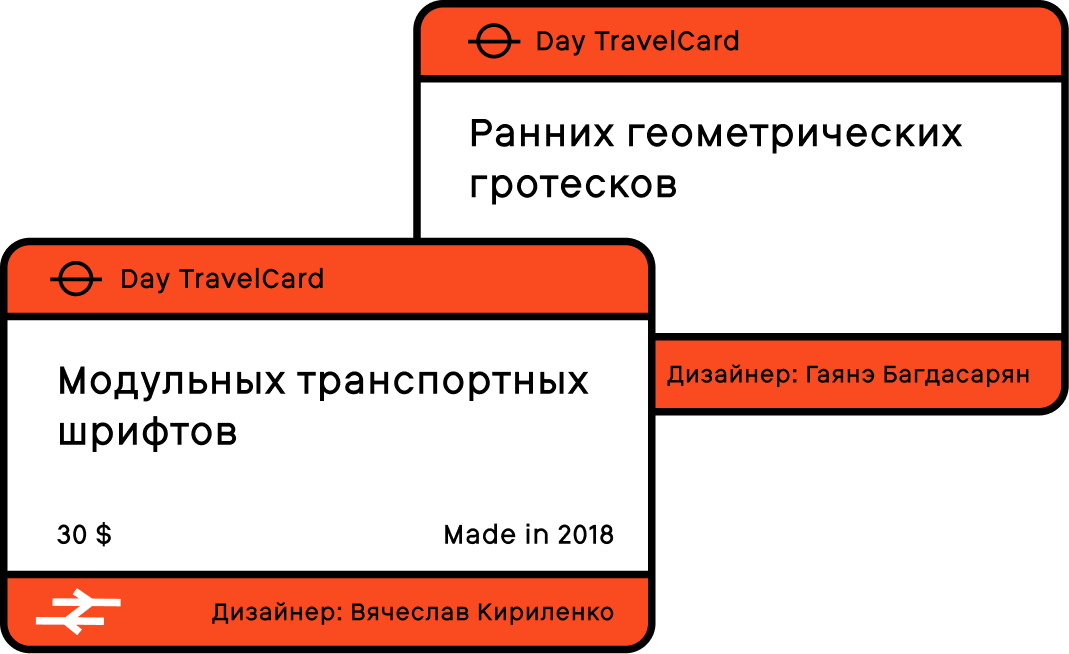 Day TravelCard
Ранних геометрических
гротесков
Дизайнер: Гаянэ Багдасарян
Day TravelCard
Модульных транспортных
шрифтов
30 $
Made in 2018
Дизайнер: Вячеслав Кириленко